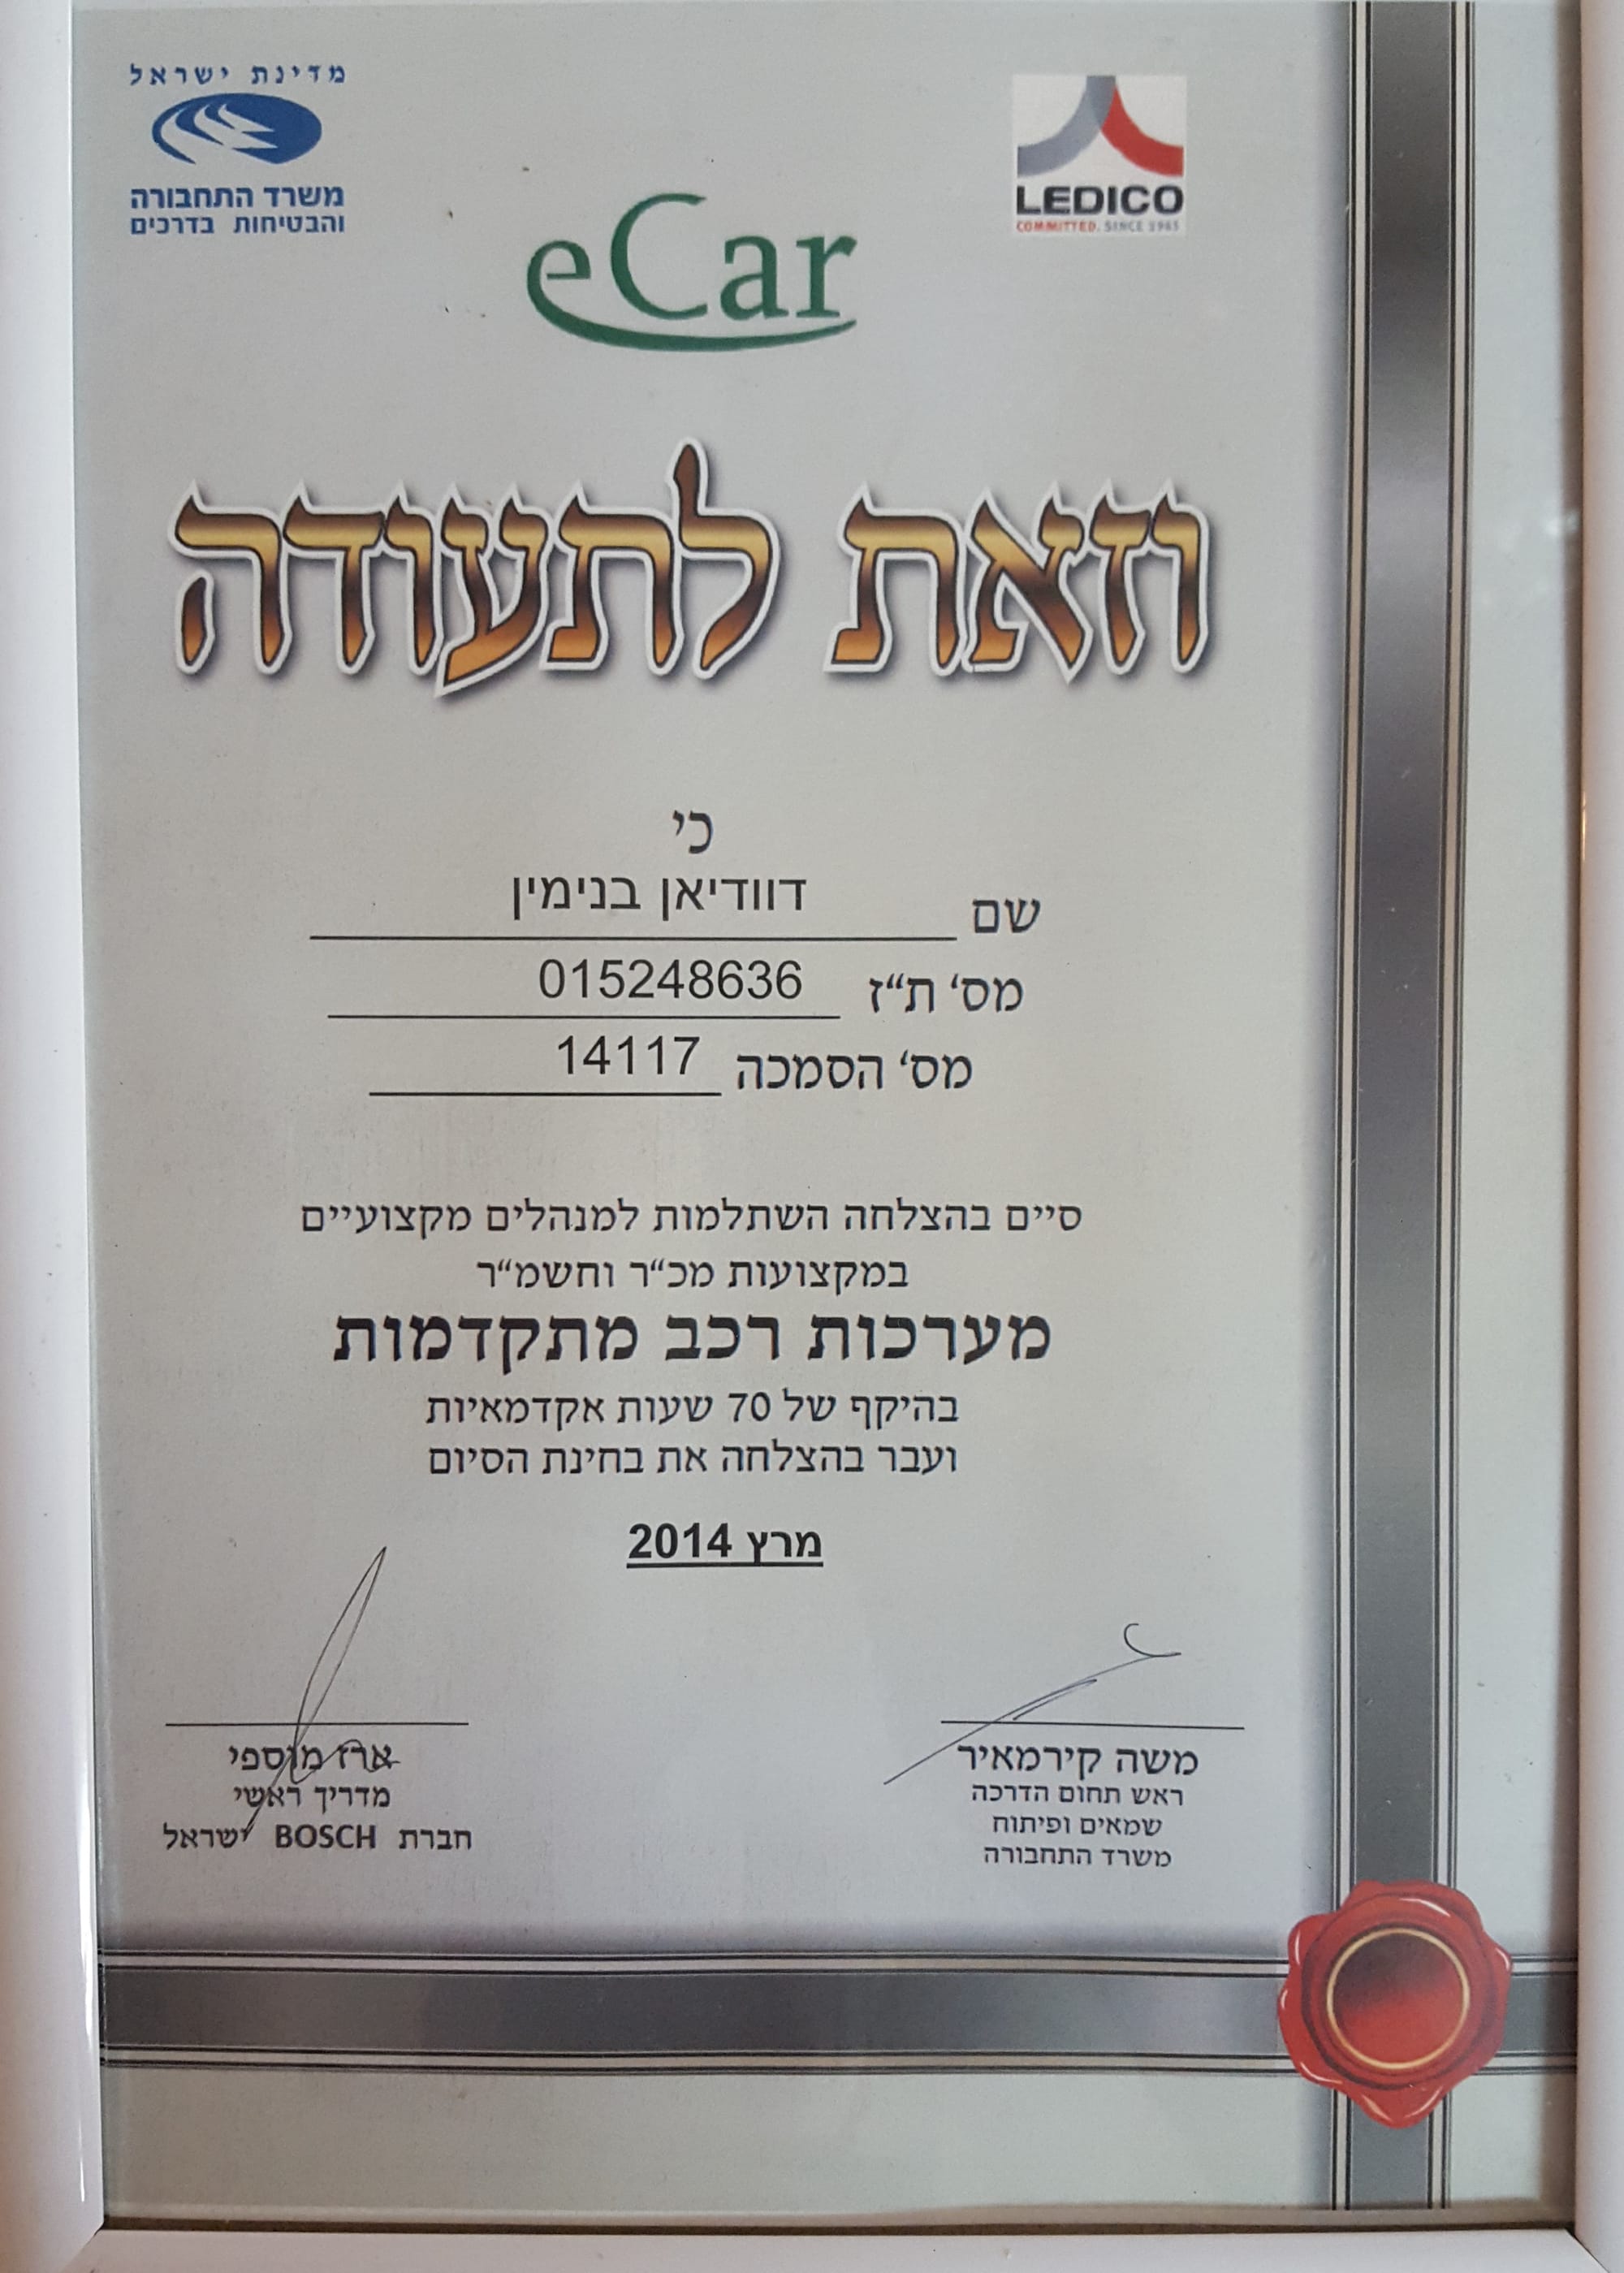 מדינת ישראל
משרד התחבורה
והבטיחות בדרכים
LEDICO
COMMITTED. SINCE 1965
eCar
וזאת לתעודה
כי
שם דוודיאן בנימין
מס' ת"ז 015248636
מס' הסמכה 14117
סיים בהצלחה השתלמות למנהלים מקצועיים
במקצועות מכ"ר וחשמ"ר
מערכות רכב מתקדמות
בהיקף של 70 שעות אקדמאיות
ועבר בהצלחה את בחינת הסיום
מרץ 2014
משה קירמאיר
ראש תחום הדרכה
שמאים ופיתוח
משרד התחבורה
ארז מוספי
מדריך ראשי
חברת BOSCH ישראל